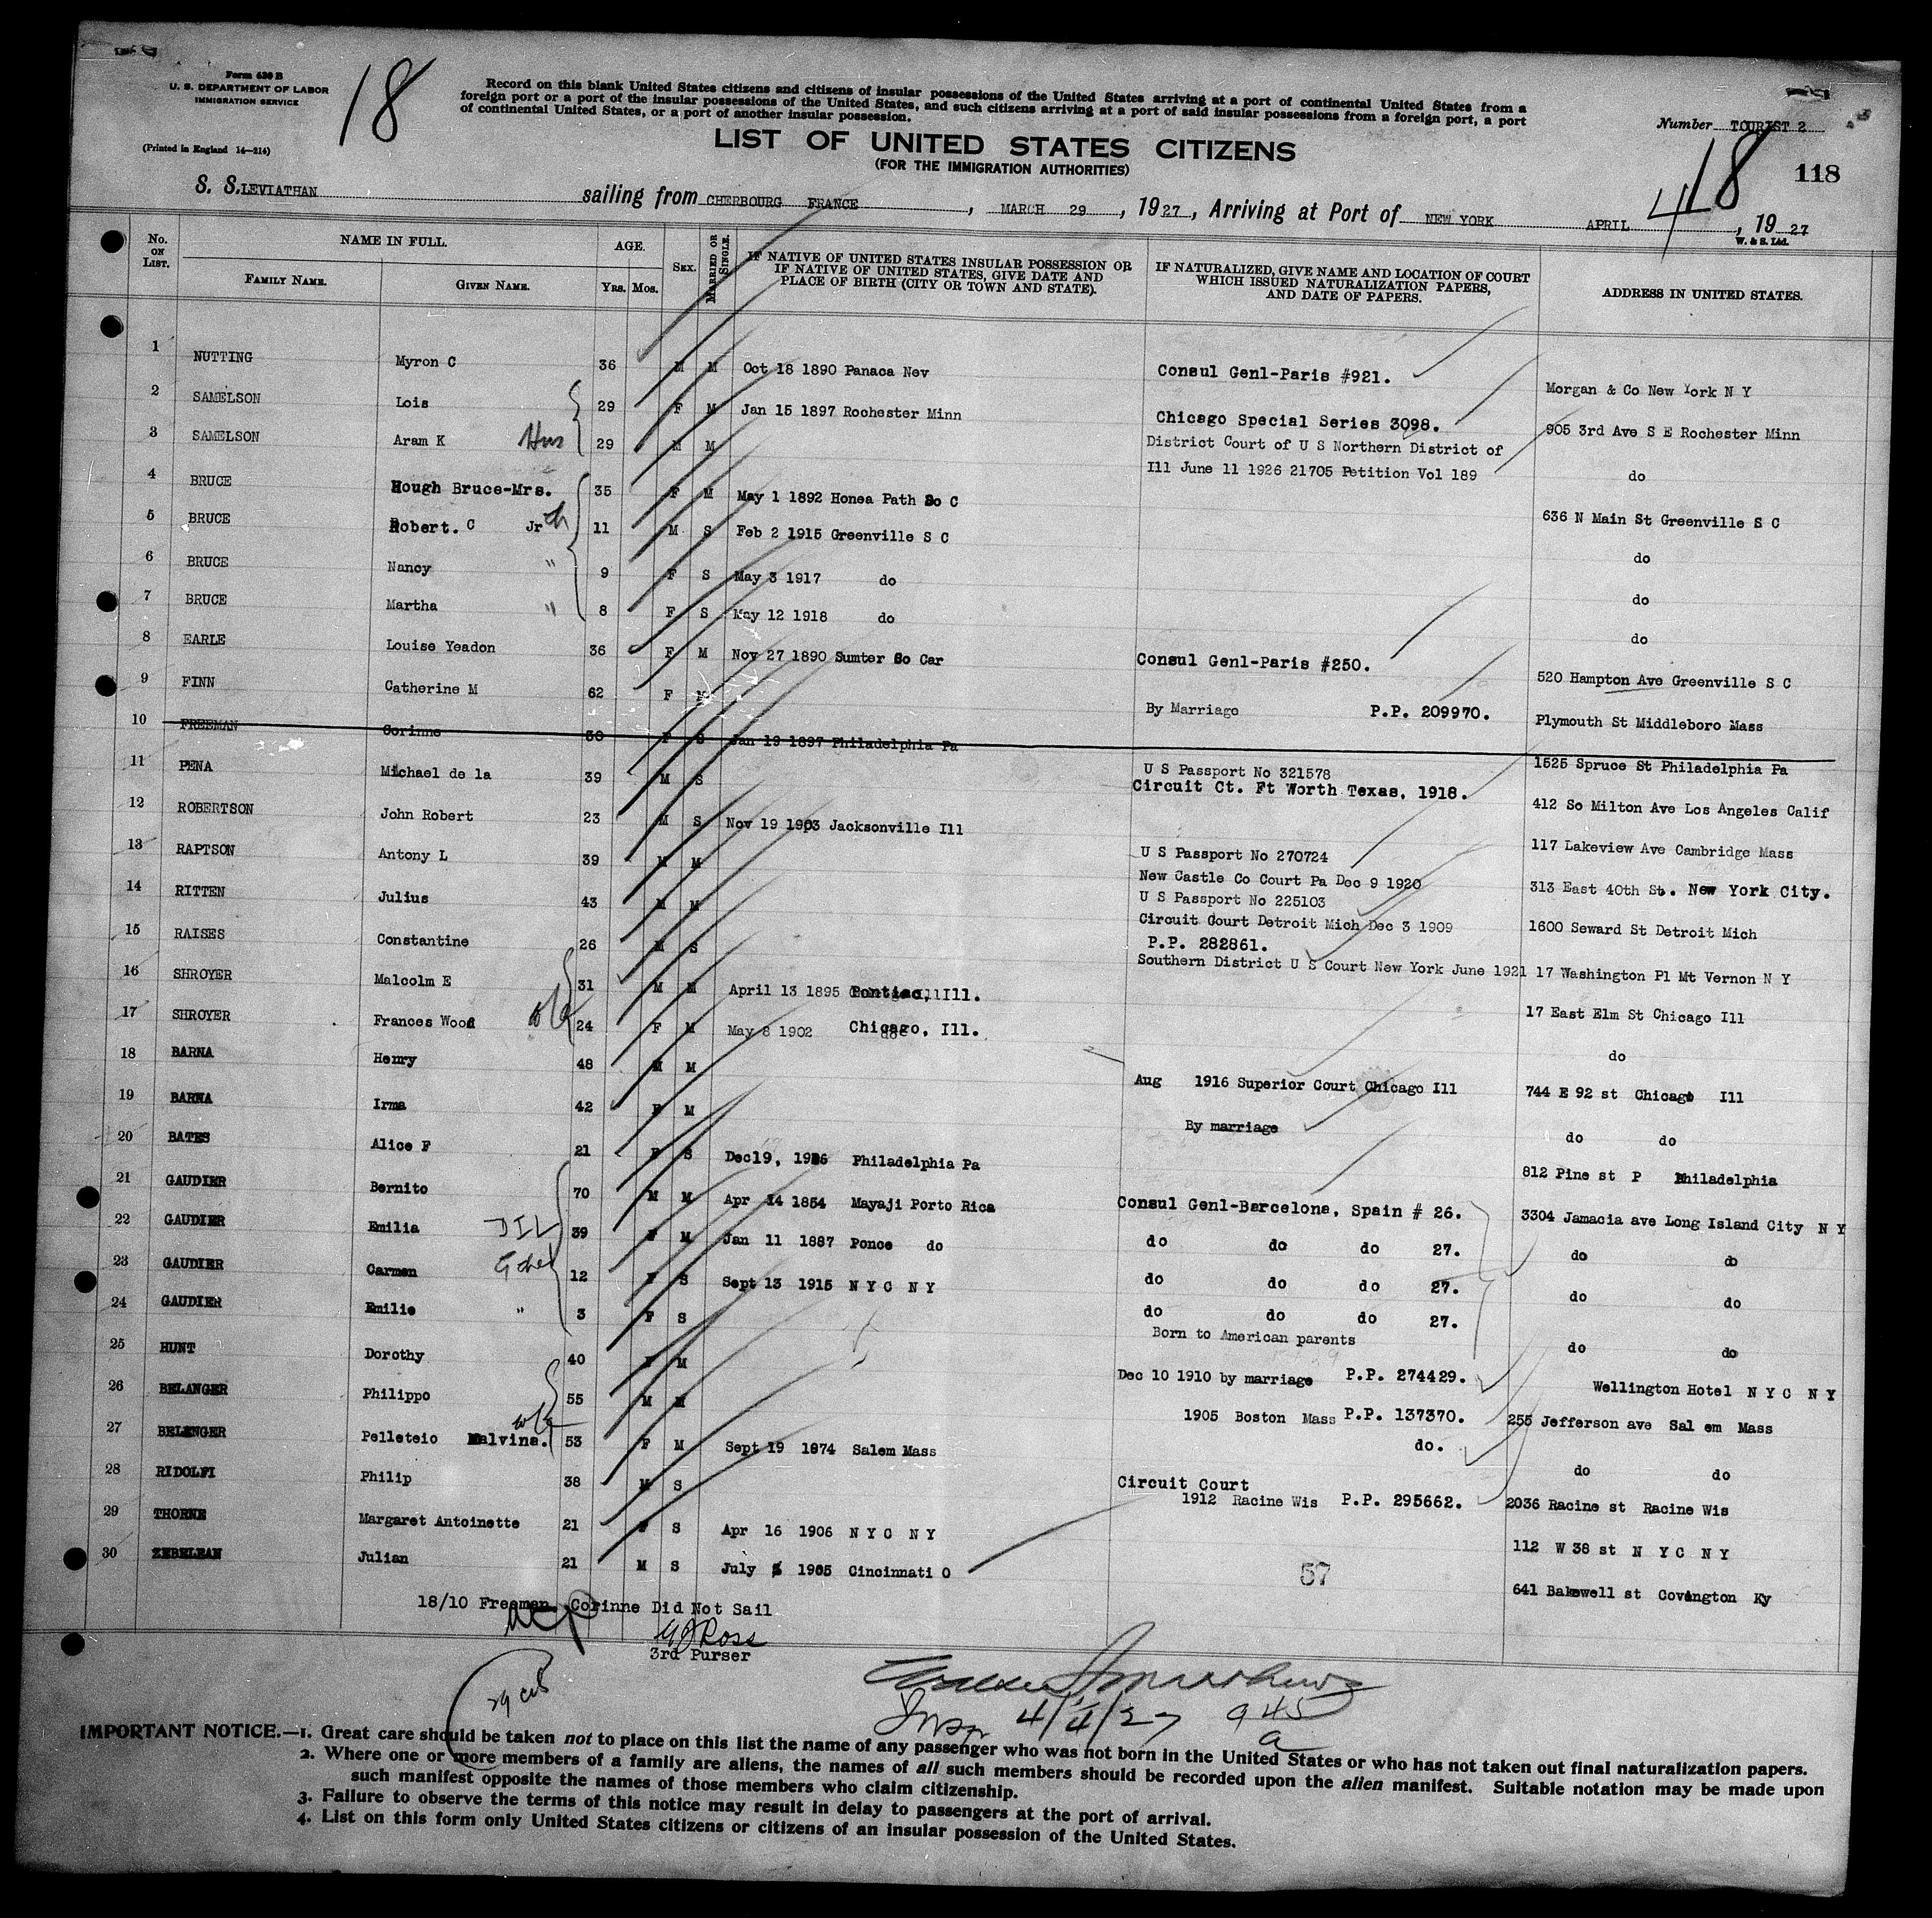 Form 630 B
U. S. DEPARTMENT OF LABOR
IMMIGRATION SERVICE
(Printed in England 14—214)
18
Record on this blank United States citizens and citizens of insular possessions of the United States arriving at a port of continental United States from a
foreign port or a port of the insular possessions of the United States, and such citizens arriving at a port of said insular possessions from a foreign port, a port
of continental United States, or a port of another insular possession.
Number TOURIST 2
LIST OF UNITED STATES CITIZENS
(FOR THE IMMIGRATION AUTHORITIES)
118
S. S. LEVIATHAN sailing from CHERBOURG FRANCE, MARCH 29, 1927, Arriving at Port of NEW YORK APRIL 4, 1927
18
W. & S. Ltd.
No. ON LIST. NAME IN FULL. FAMILY NAME. GIVEN NAME. AGE. Yrs. Mos. SEX. MARRIED OR SINGLE. IF NATIVE OF UNITED STATES INSULAR POSSESSION OR IF NATIVE OF UNITED STATES, GIVE DATE AND PLACE OF BIRTH (CITY OR TOWN AND STATE). IF NATURALIZED, GIVE NAME AND LOCATION OF COURT WHICH ISSUED NATURALIZATION PAPERS, AND DATE OF PAPERS. ADDRESS IN UNITED STATES.
1 NUTTING Myron C 36 M M Oct 18 1890 Panaca Nev Consul Genl-Paris #921. Morgan & Co New York N Y
2 SAMELSON Lois 29 F M Jan 15 1897 Rochester Minn Chicago Special Series 3098. 905 3rd Ave S E Rochester Minn
3 SAMELSON Aram K Hus 29 M M District Court of U S Northern District of do
Ill June 11 1926 21705 Petition Vol 189
4 BRUCE Hough Bruce-Mrs. 35 F M May 1 1892 Honea Path So C 636 N Main St Greenville S C
5 BRUCE Robert. C Jr ch 11 M S Feb 2 1915 Greenville S C do
6 BRUCE Nancy " 9 F S May 3 1917 do do
7 BRUCE Martha " 8 F S May 12 1918 do do
8 EARLE Louise Yeadon 36 F M Nov 27 1890 Sumter So Car Consul Genl-Paris #250. 520 Hampton Ave Greenville S C
9 FINN Catherine M 62 F M By Marriage P.P. 209970. Plymouth St Middleboro Mass
10 FREEMAN Corinne 30 F S Jan 19 1897 Philadelphia Pa 1525 Spruce St Philadelphia Pa
11 PENA Michael de la 39 M S U S Passport No 321578 412 So Milton Ave Los Angeles Calif
Circuit Ct. Ft Worth Texas, 1918.
12 ROBERTSON John Robert 23 M S Nov 19 1903 Jacksonville Ill 117 Lakeview Ave Cambridge Mass
13 RAPTSON Antony L 39 M M U S Passport No 270724 313 East 40th St. New York City.
New Castle Co Court Pa Dec 9 1920
14 RITTEN Julius 43 M M U S Passport No 225103 1600 Seward St Detroit Mich
Circuit Court Detroit Mich Dec 3 1909
15 RAISES Constantine 26 M S P.P. 282861. 17 Washington Pl Mt Vernon N Y
Southern District U S Court New York June 1921
16 SHROYER Malcolm E 31 M M April 13 1895 Pontiac, Ill. 17 East Elm St Chicago Ill
17 SHROYER Frances Wood wfe 24 F M May 8 1902 Chicago, Ill. do
18 BARNA Henry 48 M M Aug 1916 Superior Court Chicago Ill 744 E 92 st Chicago Ill
19 BARNA Irma 42 F M By marriage do do
20 BATES Alice F 21 F S Dec19, Philadelphia Pa 812 Pine st P Philadelphia
21 GAUDIER Bernito 70 M M Apr 14 1854 Mayaji Porto Rica Consul Genl-Barcelona, Spain # 26. 3304 Jamacia ave Long Island City N Y
22 GAUDIER Emilia DIL 39 F M Jan 11 1887 Ponce do do do do 27. do do
23 GAUDIER Carmen G child 12 F S Sept 13 1915 N Y C N Y do do do 27. do do
24 GAUDIER Emilie " 3 F S do do do 27. do do
Born to American parents
25 HUNT Dorothy 40 F M Dec 10 1910 by marriage P.P. 274429. Wellington Hotel N Y C N Y
26 BELANGER Philippo 55 M M 1905 Boston Mass P.P. 137370. 255 Jefferson ave Sal em Mass
27 BELENGER Pelleteio Malvina. wfe 53 F M Sept 19 1874 Salem Mass do. do do
28 RIDOLFI Philip 38 M S Circuit Court 2036 Racine st Racine Wis
1912 Racine Wis P.P. 295662.
29 THORNE Margaret Antoinette 21 F S Apr 16 1906 N Y C N Y 112 W 38 st N Y C N Y
30 ZEBELEAN Julian 21 M S July 1905 Cincinnati O 641 Bakewell st Covington Ky
57
18/10 Freeman Corinne Did Not Sail
Ross
3rd Purser
29 cit
Insp 4/4/27 945 a
IMPORTANT NOTICE.—1. Great care should be taken not to place on this list the name of any passenger who was not born in the United States or who has not taken out final naturalization papers.
2. Where one or more members of a family are aliens, the names of all such members should be recorded upon the alien manifest. Suitable notation may be made upon
such manifest opposite the names of those members who claim citizenship.
3. Failure to observe the terms of this notice may result in delay to passengers at the port of arrival.
4. List on this form only United States citizens or citizens of an insular possession of the United States.